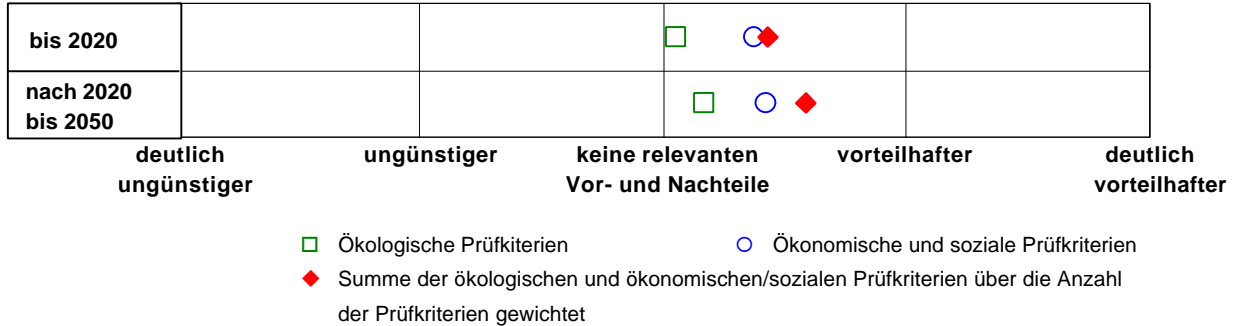 bis 2020
nach 2020
bis 2050
deutlich ungünstiger keine relevanten vorteilhafter deutlich
ungünstiger Vor- und Nachteile vorteilhafter
Ökologische Prüfkiterien Ökonomische und soziale Prüfkriterien
Summe der ökologischen und ökonomischen/sozialen Prüfkriterien über die Anzahl
der Prüfkriterien gewichtet